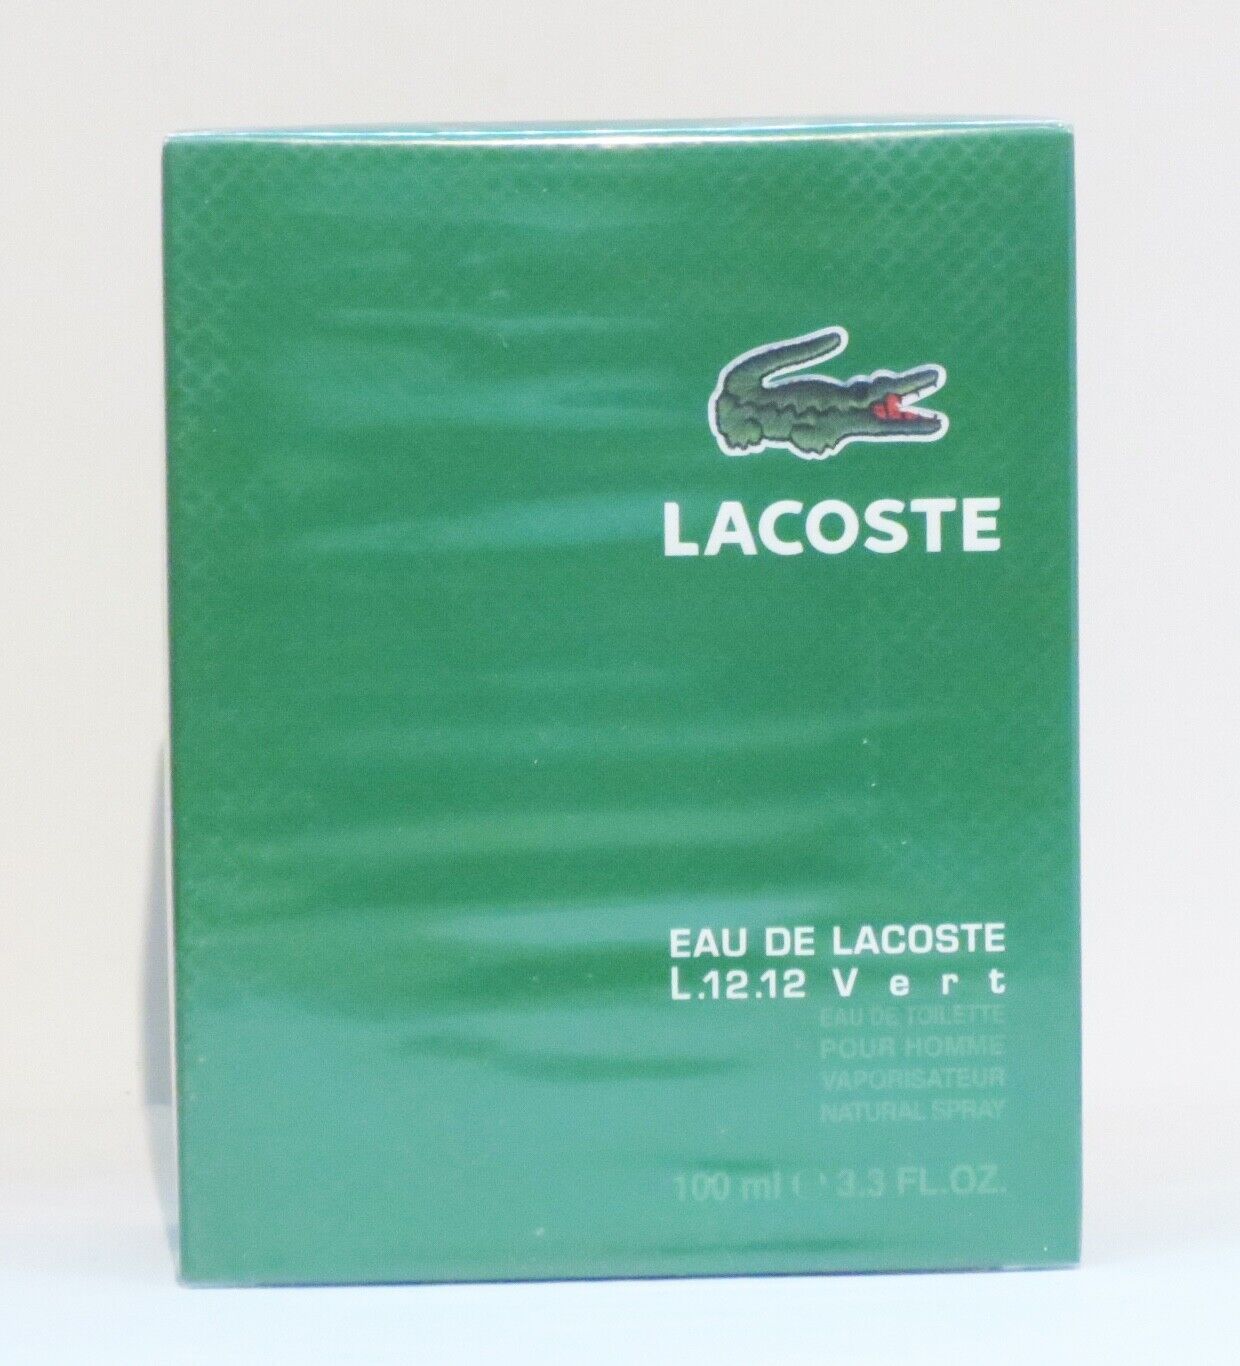 LACOSTE
EAU DE LACOSTE
L.12.12 Vert
EAU DE TOILETTE
POUR HOMME
VAPORISATEUR
NATURAL SPRAY
100 ml ℮ 3.3 FL.OZ.